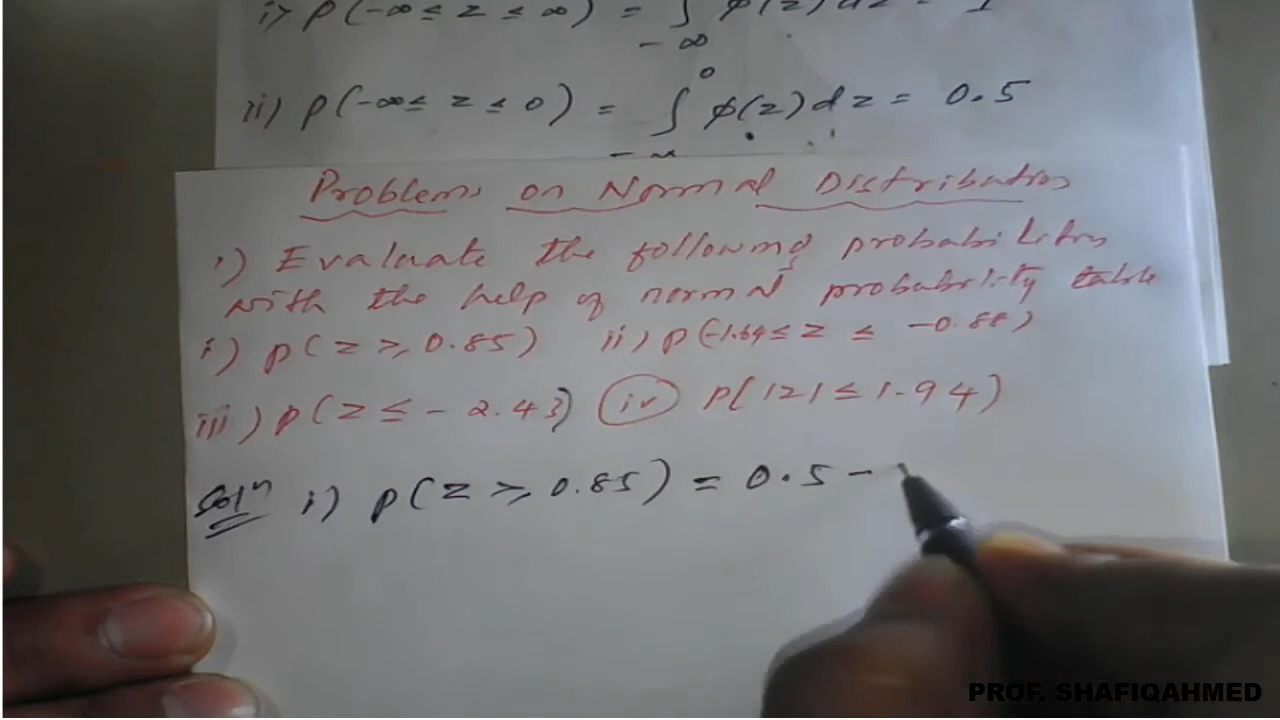 i) P(-∞ ≤ z ≤ ∞) = ∫ φ(z) dz = 1
-∞
0
ii) P(-∞ ≤ z ≤ 0) = ∫ φ(z) dz = 0.5
-∞
Problems on Normal Distribution
1) Evaluate the following probabilities
with the help of normal probability table
i) P(z ≥ 0.85) ii) P(-1.64 ≤ z ≤ -0.88)
iii) P(z ≤ -2.43) iv) P(|z| ≤ 1.94)
Solⁿ i) P(z ≥ 0.85) = 0.5 -
PROF. SHAFIQAHMED